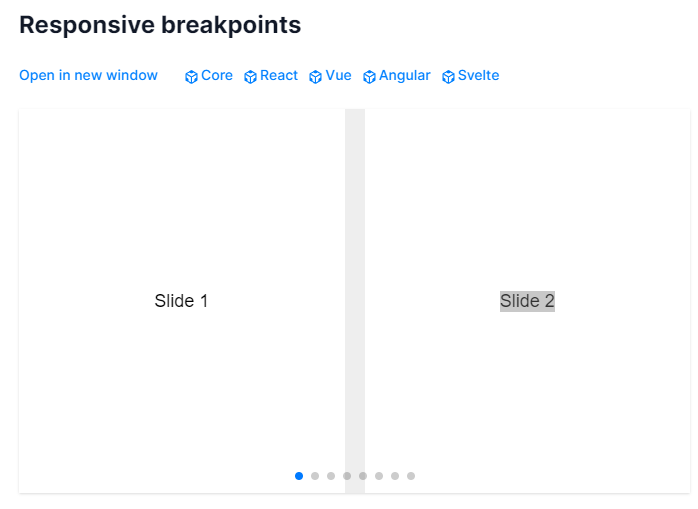 Responsive breakpoints
Open in new window Core React Vue Angular Svelte
Slide 1 Slide 2